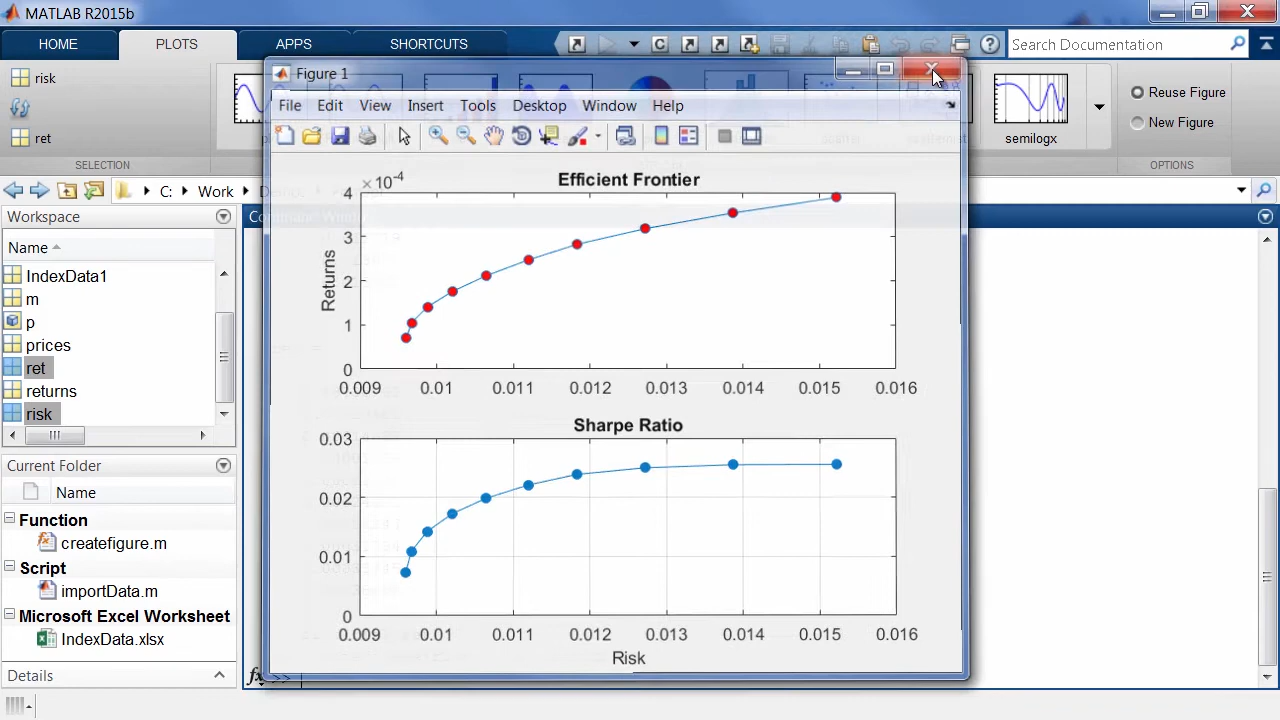 MATLAB R2015b
HOME PLOTS APPS SHORTCUTS Search Documentation
risk
ret
SELECTION
semilogx
Reuse Figure
New Figure
OPTIONS
C: Work
Workspace
Name
IndexData1
m
p
prices
ret
returns
risk
Current Folder
Name
Function
createfigure.m
Script
importData.m
Microsoft Excel Worksheet
IndexData.xlsx
Details
Figure 1
File Edit View Insert Tools Desktop Window Help
×10-4
Efficient Frontier
4
3
2
1
0
Returns
0.009 0.01 0.011 0.012 0.013 0.014 0.015 0.016
Sharpe Ratio
0.03
0.02
0.01
0
0.009 0.01 0.011 0.012 0.013 0.014 0.015 0.016
Risk
fx >>